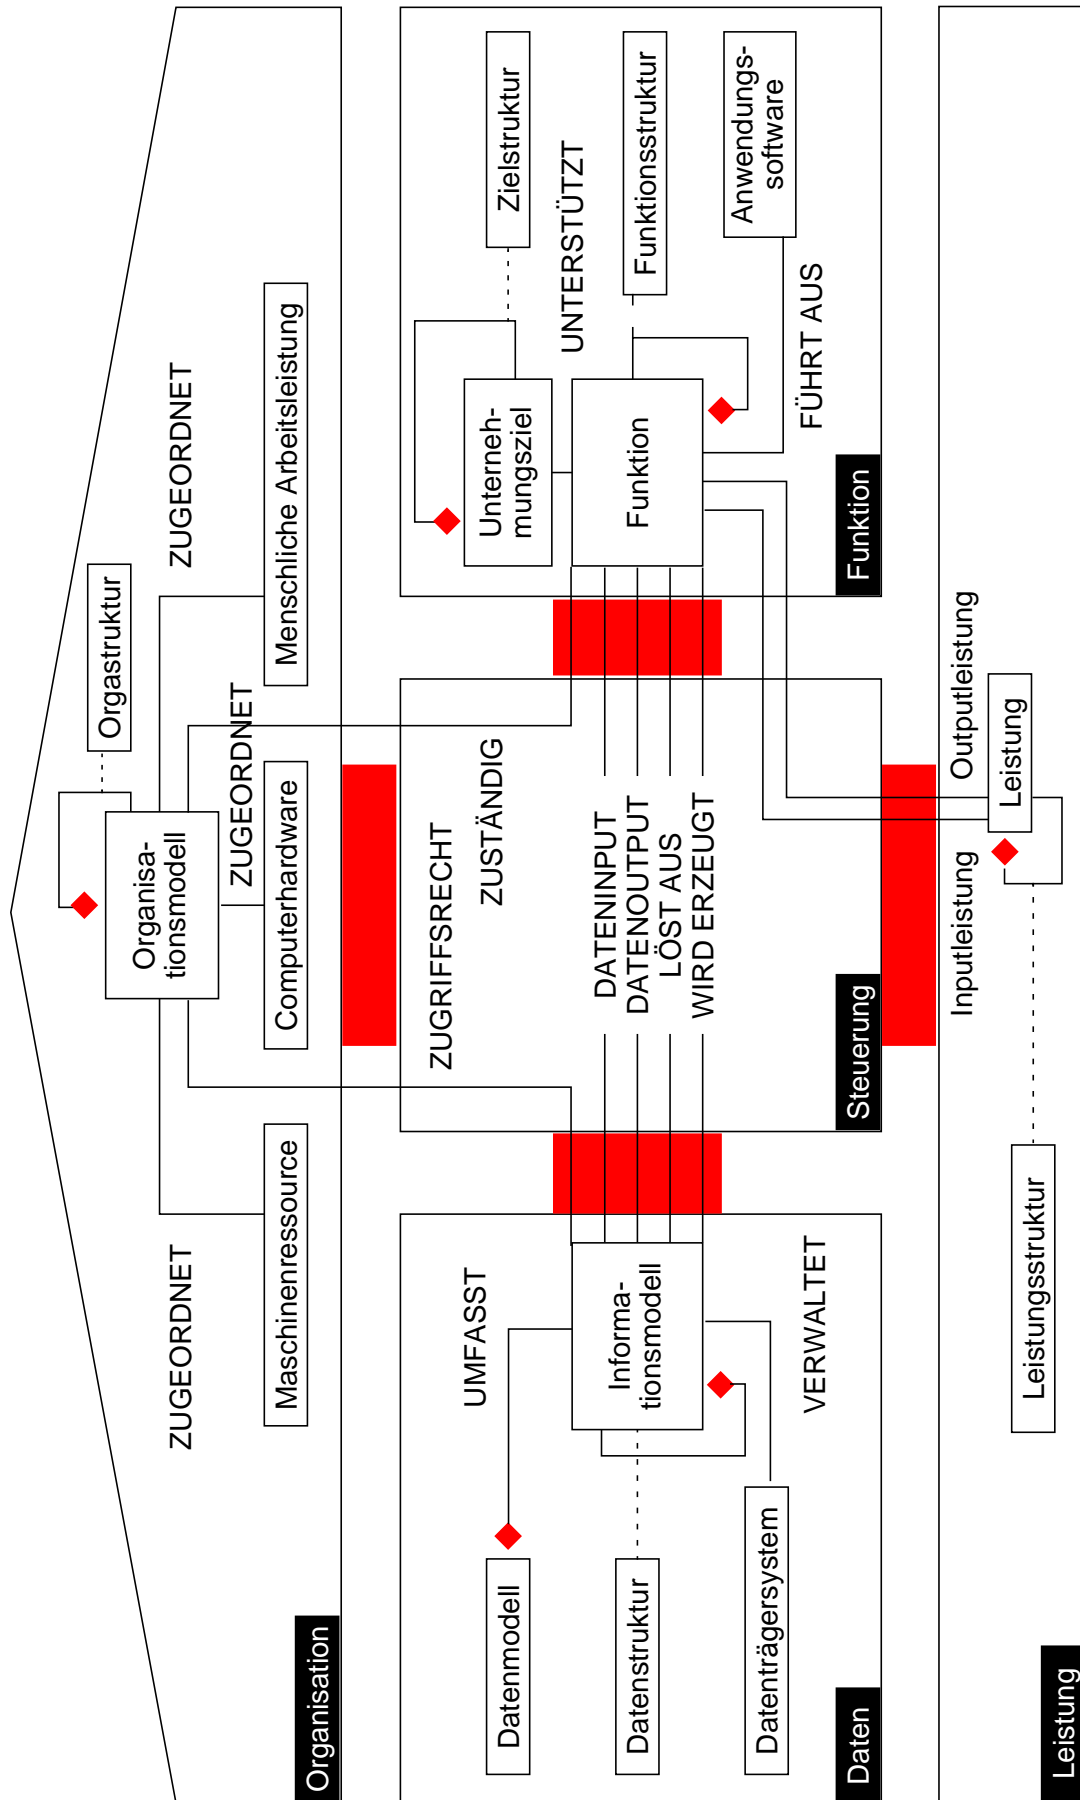 Orgastruktur
Organisa-
tionsmodell
ZUGEORDNET
ZUGEORDNET
ZUGEORDNET
Maschinenressource
Computerhardware
Menschliche Arbeitsleistung
Organisation
Datenmodell
UMFASST
Datenstruktur
Informa-
tionsmodell
Datenträgersystem
VERWALTET
Daten
ZUGRIFFSRECHT
ZUSTÄNDIG
DATENINPUT
DATENOUTPUT
LÖST AUS
WIRD ERZEUGT
Steuerung
Unterneh-
mungsziel
Zielstruktur
UNTERSTÜTZT
Funktion
Funktionsstruktur
Anwendungs-
software
FÜHRT AUS
Funktion
Inputleistung
Outputleistung
Leistung
Leistungsstruktur
Leistung